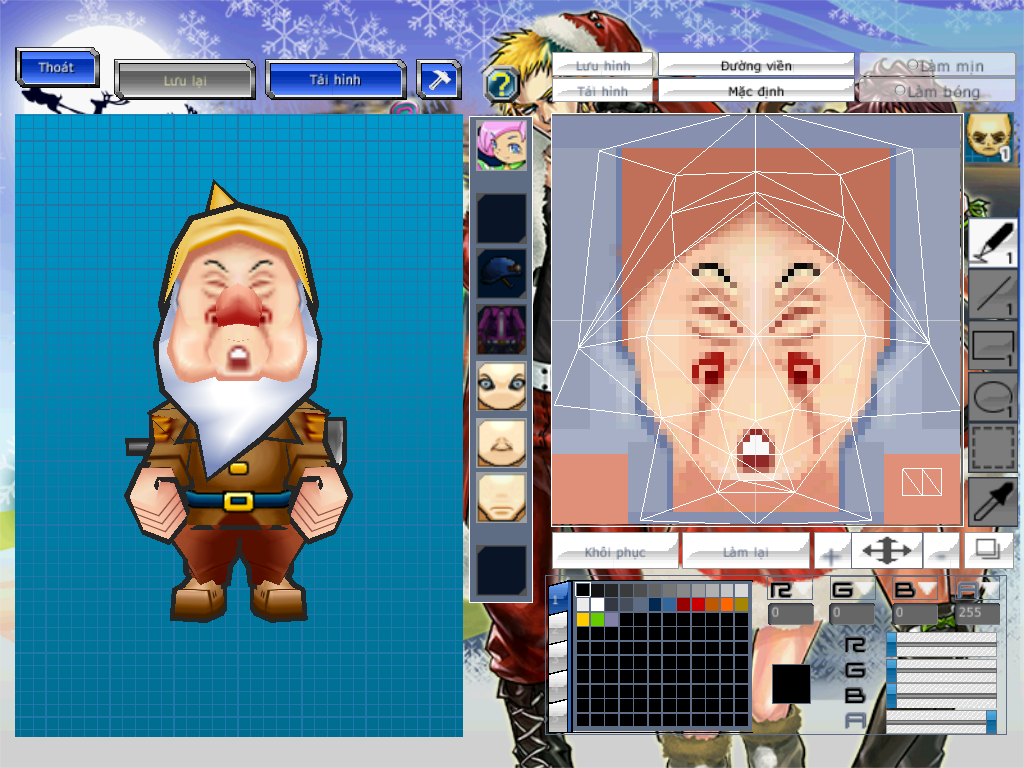 Thoát
Lưu lại
Tải hình
?
Lưu hình
Đường viền
Làm mịn
Tải hình
Mặc định
Làm bóng
1
1
1
1
1
Khôi phục
Làm lại
+
-
1
R
G
B
A
0
0
0
255
R
G
B
A